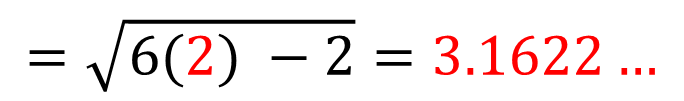 = √6(2) − 2 = 3.1622 ...